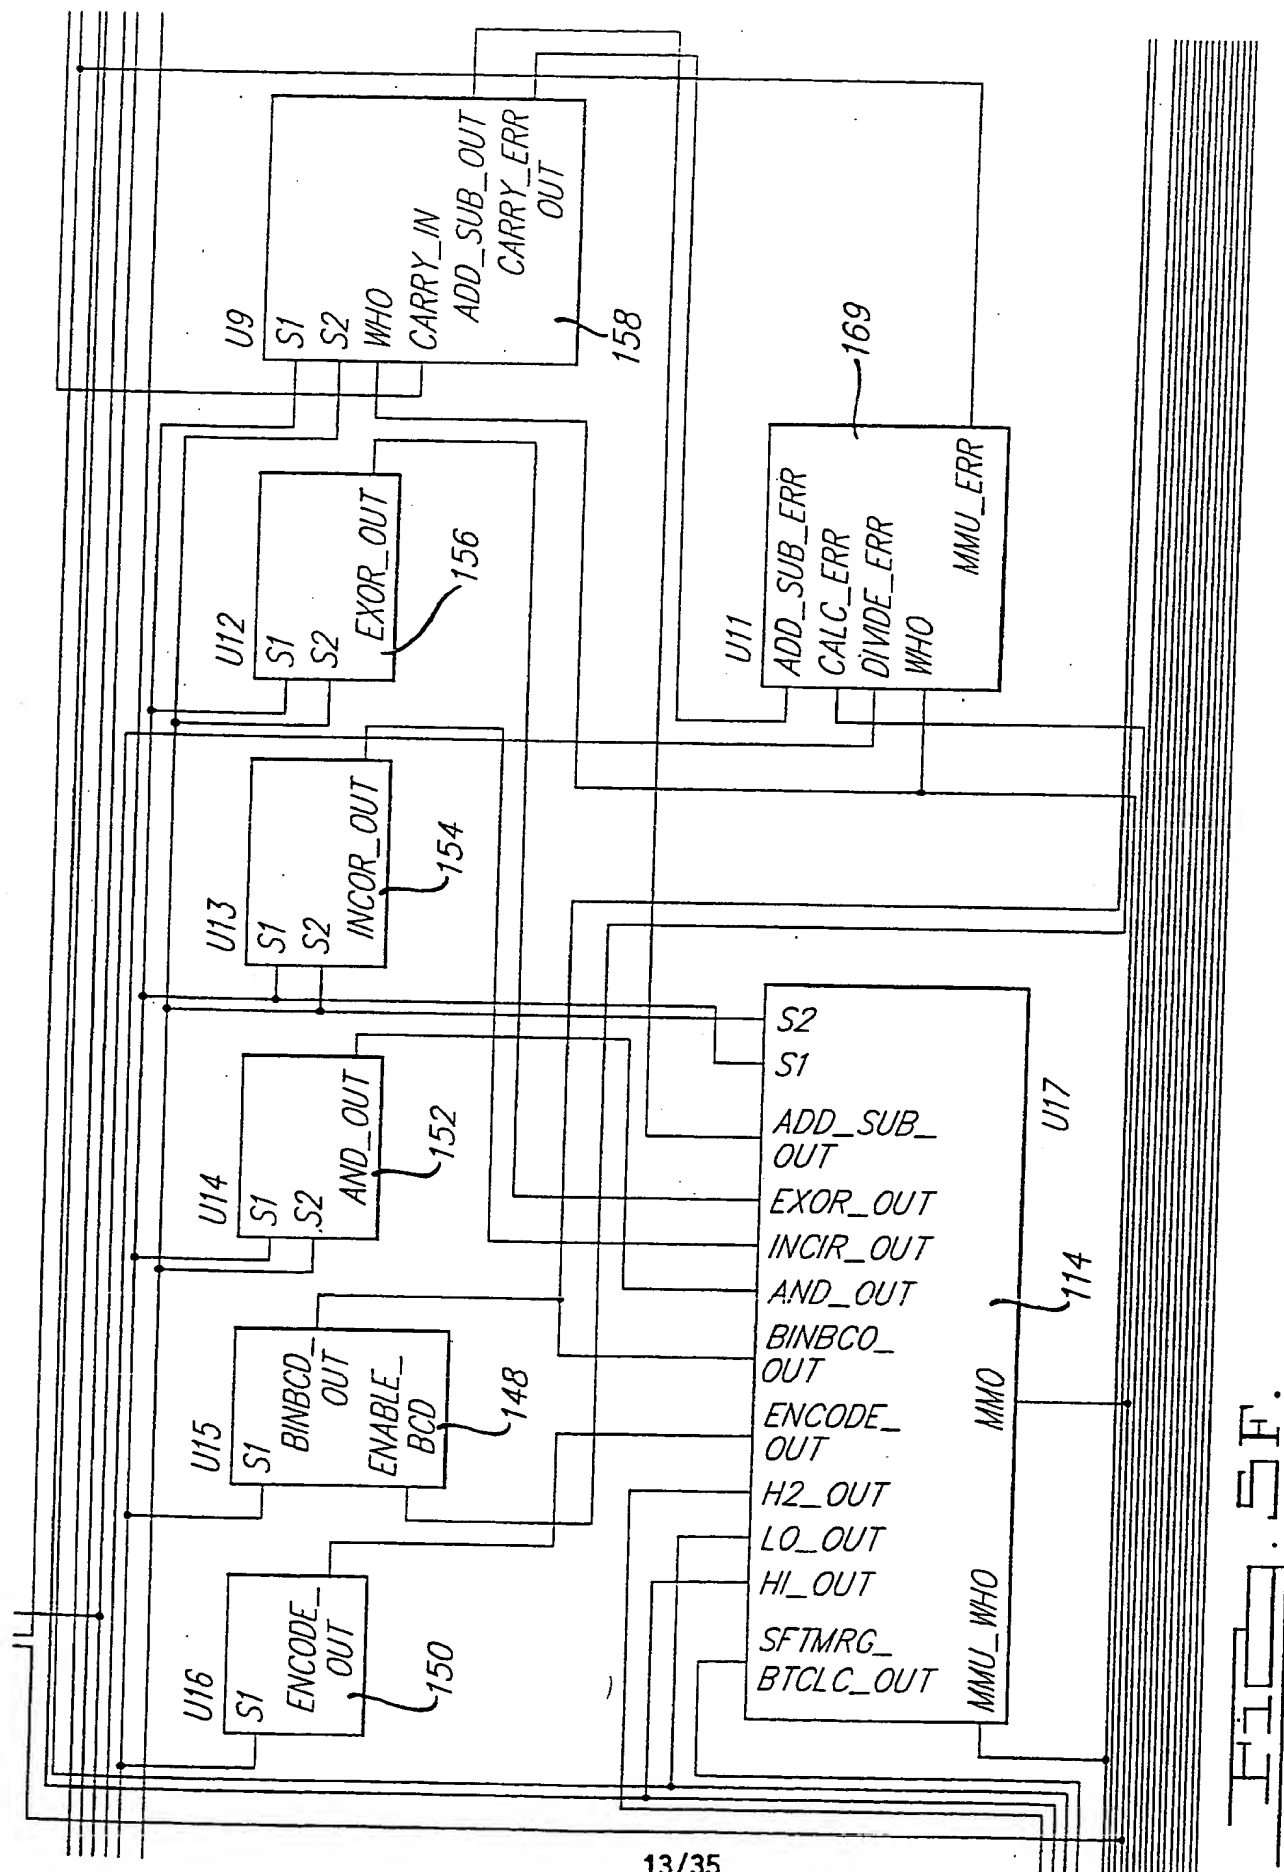 U16
S1
ENCODE_
OUT
150
U15
S1
BINBCD_
OUT
ENABLE_
BCD
148
U14
S1
S2
AND_OUT
152
U13
S1
S2
INCOR_OUT
154
U12
S1
S2
EXOR_OUT
156
U9
S1
S2
WHO
CARRY_IN
ADD_SUB_OUT
CARRY_ERR
OUT
158
U11
ADD_SUB_ERR
CALC_ERR
DIVIDE_ERR
WHO
MMU_ERR
169
S2
S1
ADD_SUB_
OUT
EXOR_OUT
INCIR_OUT
AND_OUT
BINBCO_
OUT
ENCODE_
OUT
H2_OUT
LO_OUT
HI_OUT
SFTMRG_
BTCLC_OUT
MMU_WHO
MMO
U17
114
Fig. 5F.
13/35